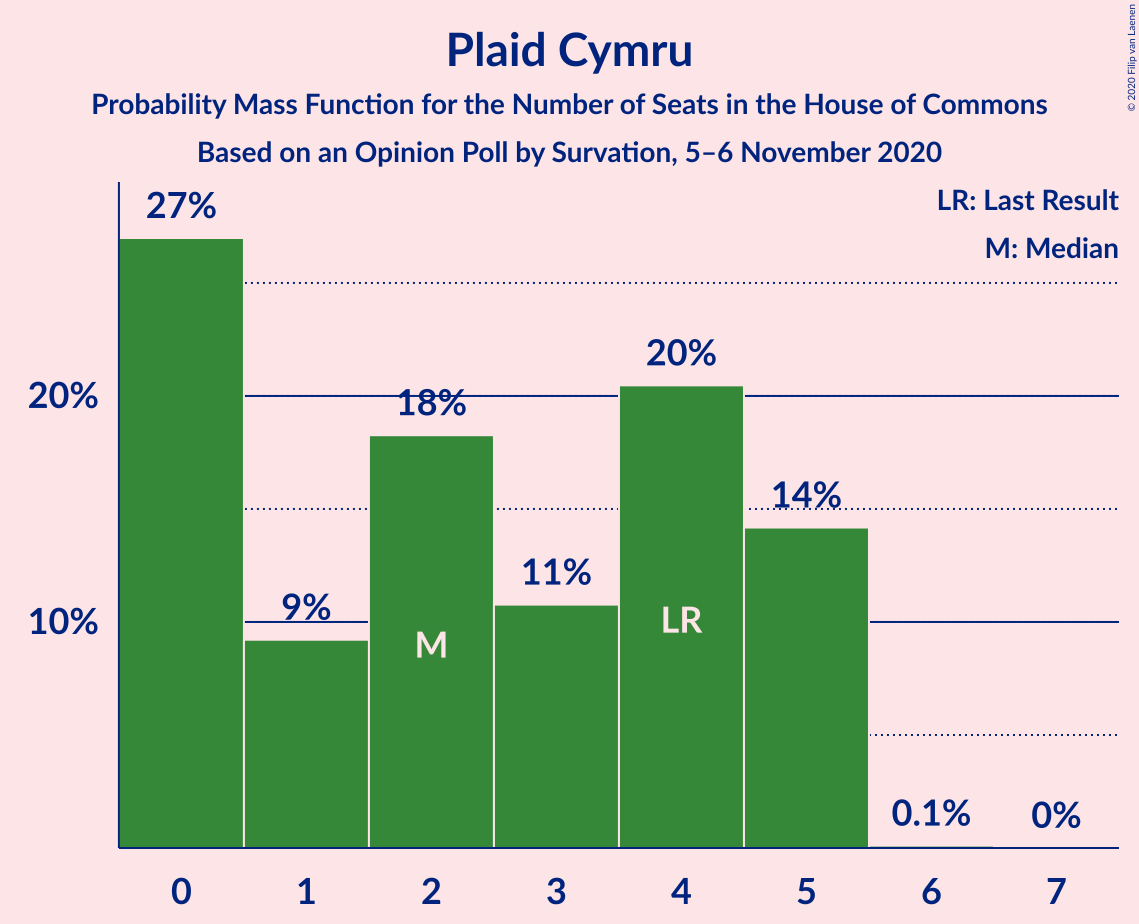 Plaid Cymru
Probability Mass Function for the Number of Seats in the House of Commons
Based on an Opinion Poll by Survation, 5–6 November 2020
© 2020 Filip van Laenen
LR: Last Result
M: Median
27%
20%
18%
20%
14%
11%
9%
10%
M
LR
0.1%
0%
0 1 2 3 4 5 6 7